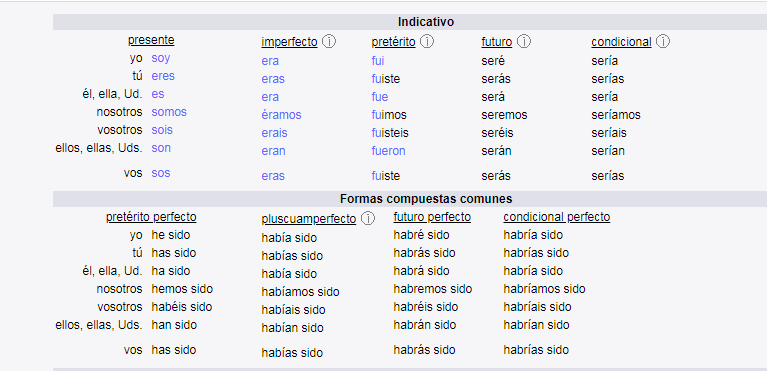 Indicativo
presente imperfecto ⓘ pretérito ⓘ futuro ⓘ condicional ⓘ
yo soy era fui seré sería
tú eres eras fuiste serás serías
él, ella, Ud. es era fue será sería
nosotros somos éramos fuimos seremos seríamos
vosotros sois erais fuisteis seréis seríais
ellos, ellas, Uds. son eran fueron serán serían
vos sos eras fuiste serás serías
Formas compuestas comunes
pretérito perfecto pluscuamperfecto ⓘ futuro perfecto condicional perfecto
yo he sido había sido habré sido habría sido
tú has sido habías sido habrás sido habrías sido
él, ella, Ud. ha sido había sido habrá sido habría sido
nosotros hemos sido habíamos sido habremos sido habríamos sido
vosotros habéis sido habíais sido habréis sido habríais sido
ellos, ellas, Uds. han sido habían sido habrán sido habrían sido
vos has sido habías sido habrás sido habrías sido